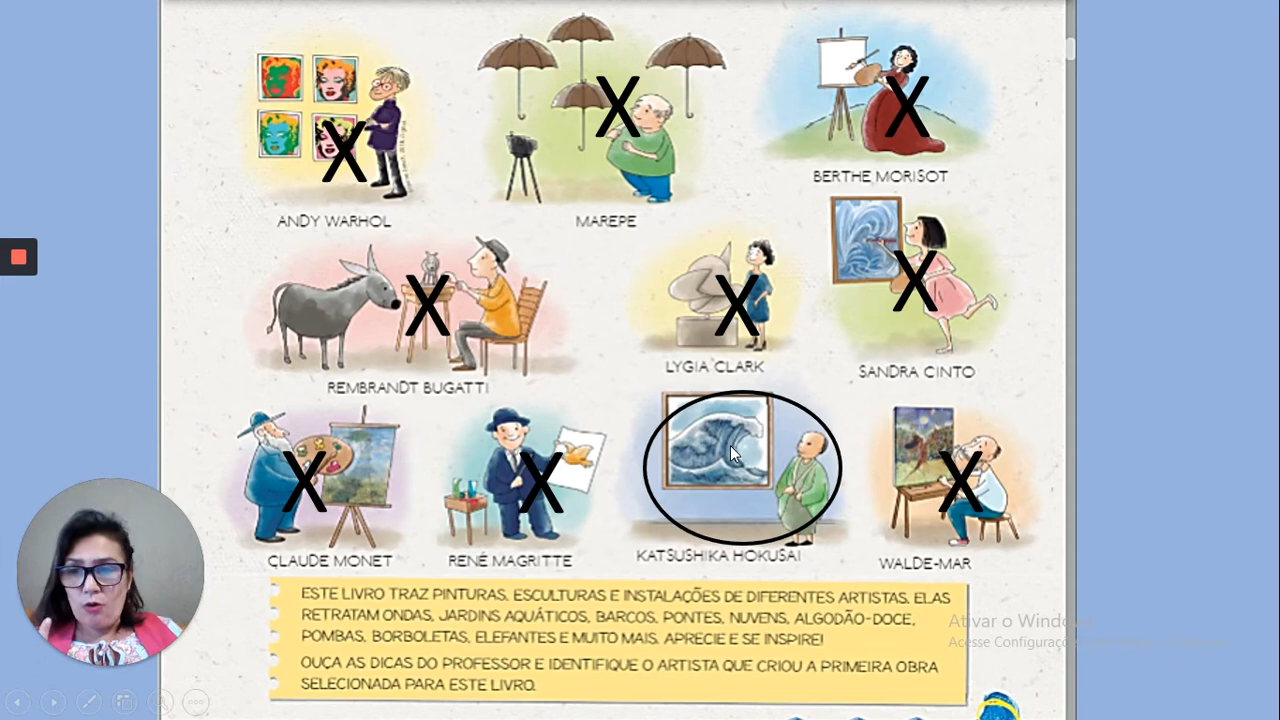 X
X
X
BERTHE MORISOT
ANDY WARHOL
MAREPE
X
X
X
LYGIA CLARK
SANDRA CINTO
REMBRANDT BUGATTI
X
X
X
KATSUSHIKA HOKUSAI
CLAUDE MONET
RENÉ MAGRITTE
WALDE-MAR
ESTE LIVRO TRAZ PINTURAS, ESCULTURAS E INSTALAÇÕES DE DIFERENTES ARTISTAS. ELAS
RETRATAM ONDAS, JARDINS AQUÁTICOS, BARCOS, PONTES, NUVENS, ALGODÃO-DOCE,
POMBAS, BORBOLETAS, ELEFANTES E MUITO MAIS. APRECIE E SE INSPIRE!
OUÇA AS DICAS DO PROFESSOR E IDENTIFIQUE O ARTISTA QUE CRIOU A PRIMEIRA OBRA
SELECIONADA PARA ESTE LIVRO.
Ativar o Windows
Acesse